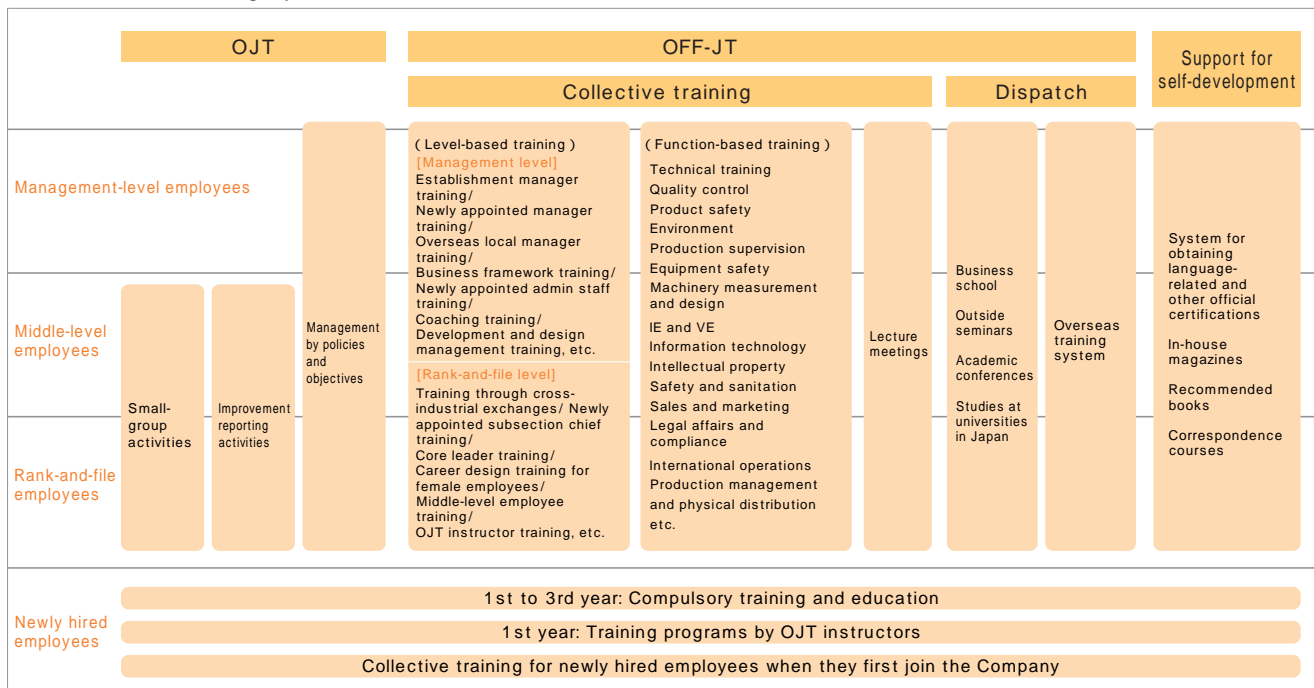 OJT
OFF-JT
Support for
self-development
Collective training
Dispatch
Management-level employees
Middle-level
employees
Rank-and-file
employees
Small-
group
activities
Improvement
reporting
activities
Management
by policies
and
objectives
( Level-based training )
[Management level]
Establishment manager
training/
Newly appointed manager
training/
Overseas local manager
training/
Business framework training/
Newly appointed admin staff
training/
Coaching training/
Development and design
management training, etc.
[Rank-and-file level]
Training through cross-
industrial exchanges/ Newly
appointed subsection chief
training/
Core leader training/
Career design training for
female employees/
Middle-level employee
training/
OJT instructor training, etc.
( Function-based training )
Technical training
Quality control
Product safety
Environment
Production supervision
Equipment safety
Machinery measurement
and design
IE and VE
Information technology
Intellectual property
Safety and sanitation
Sales and marketing
Legal affairs and
compliance
International operations
Production management
and physical distribution
etc.
Lecture
meetings
Business
school
Outside
seminars
Academic
conferences
Studies at
universities
in Japan
Overseas
training
system
System for
obtaining
language-
related and
other official
certifications
In-house
magazines
Recommended
books
Correspondence
courses
Newly hired
employees
1st to 3rd year: Compulsory training and education
1st year: Training programs by OJT instructors
Collective training for newly hired employees when they first join the Company